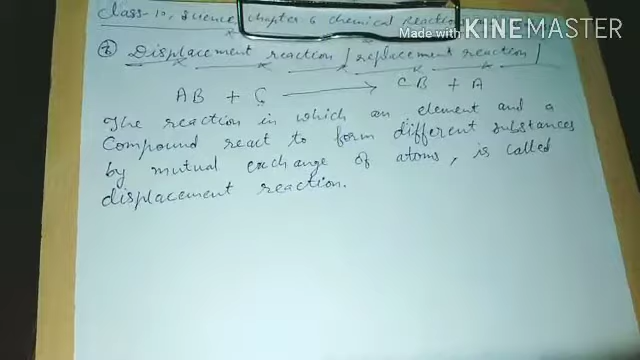 Class-10, Science, chapter 6 chemical reaction
Made with KINEMASTER
Displacement reaction / replacement reaction /
AB + C → CB + A
The reaction in which an element and a
compound react to form different substances
by mutual exchange of atoms, is called
displacement reaction.